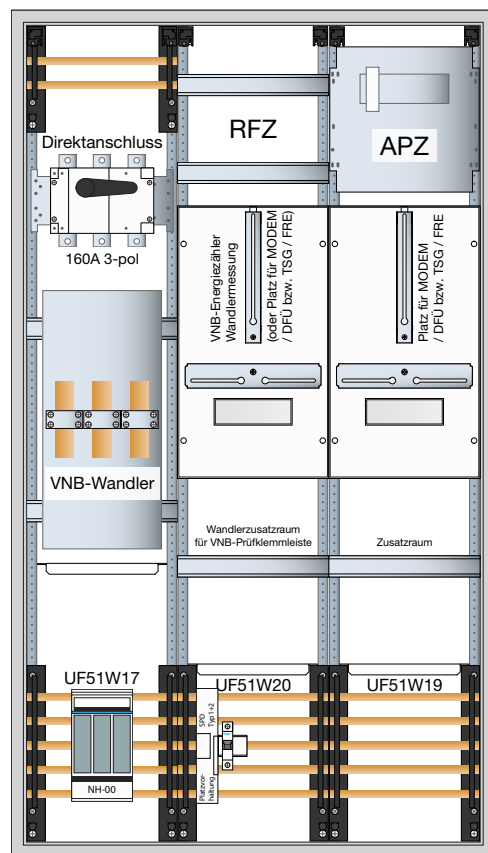 RFZ
APZ
Direktanschluss
160A 3-pol
VNB-Energiezähler
Wandlermessung
(oder Platz für MODEM
/ DFÜ bzw. TSG / FRE)
Platz für MODEM
/ DFÜ bzw. TSG / FRE
VNB-Wandler
Wandlerzusatzraum
für VNB-Prüfklemmleiste
Zusatzraum
UF51W17
UF51W20
UF51W19
SPD
Typ1+2
Platzvor-
haltung
NH-00